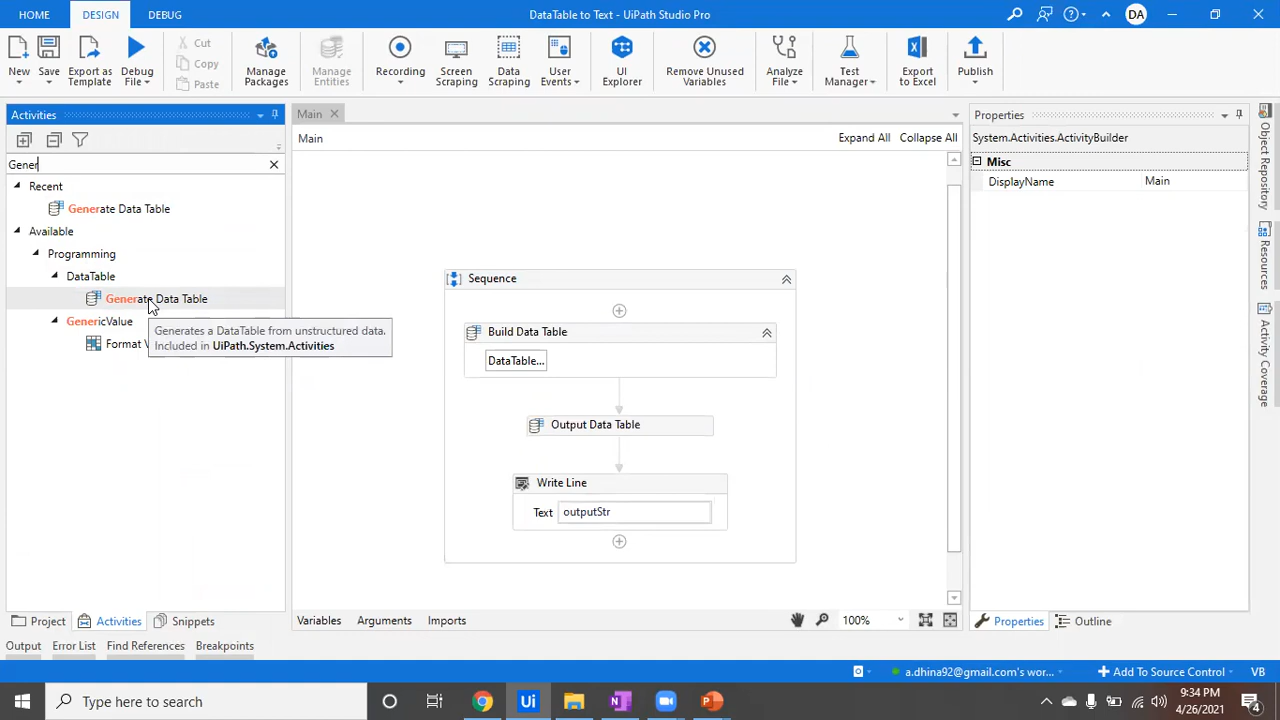 HOME DESIGN DEBUG DataTable to Text - UiPath Studio Pro DA
New Save Export as Template Debug File Cut Copy Paste Manage Packages Manage Entities Recording Screen Scraping Data Scraping User Events UI Explorer Remove Unused Variables Analyze File Test Manager Export to Excel Publish
Activities
Main
Properties
Main
Expand All Collapse All
System.Activities.ActivityBuilder
Gener
Misc
DisplayName Main
Recent
Generate Data Table
Available
Programming
DataTable
Generate Data Table
GenericValue
Format V
Generates a DataTable from unstructured data.
Included in UiPath.System.Activities
Sequence
Build Data Table
DataTable...
Output Data Table
Write Line
Text outputStr
Object Repository
Resources
Activity Coverage
Variables Arguments Imports 100%
Project Activities Snippets
Properties Outline
Output Error List Find References Breakpoints
a.dhina92@gmail.com's wor... Add To Source Control VB
Type here to search
9:34 PM
4/26/2021
4